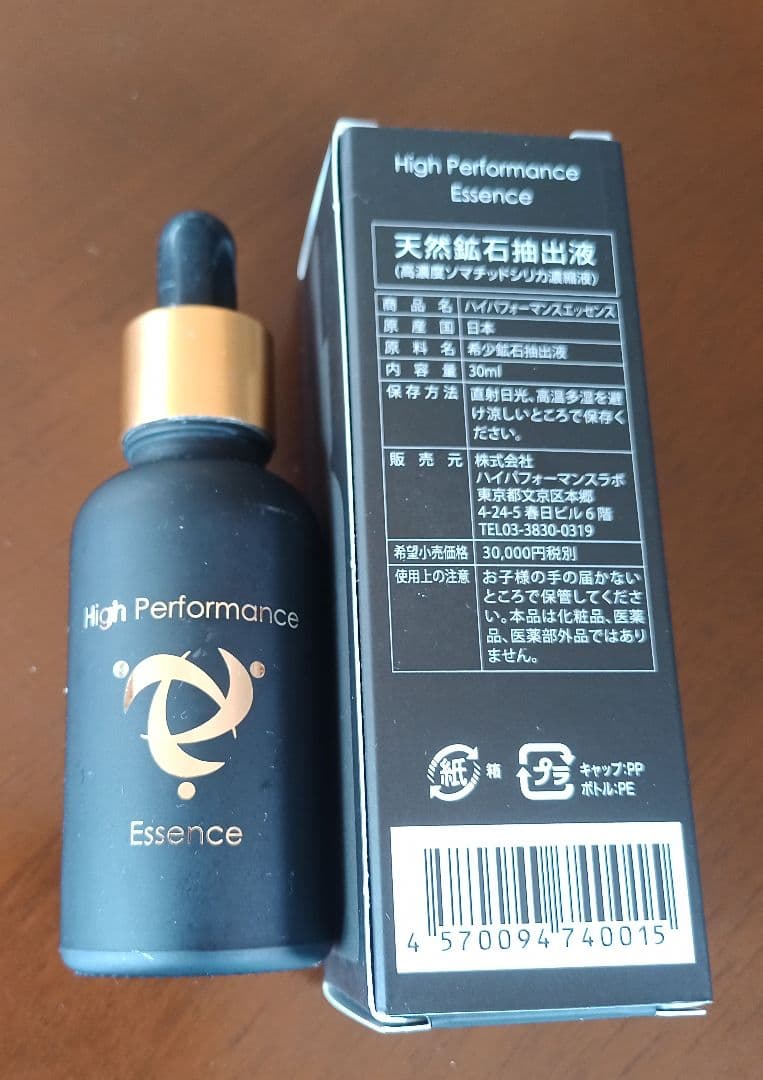 High Performance
Essence
High Performance
Essence
天然鉱石抽出液
(高濃度ソマチッドシリカ濃縮液)
商品名 ハイパフォーマンスエッセンス
原産国 日本
原料名 希少鉱石抽出液
内容量 30ml
保存方法 直射日光、高温多湿を避
け涼しいところで保存く
ださい。
販売元 株式会社
ハイパフォーマンスラボ
東京都文京区本郷
4-24-5 春日ビル6階
TEL03-3830-0319
希望小売価格 30,000円税別
使用上の注意 お子様の手の届かない
ところで保管してくださ
い。本品は化粧品、医薬
品、医薬部外品ではあり
ません。
紙 箱
プラ キャップ:PP
ボトル:PE
4 570094 740015